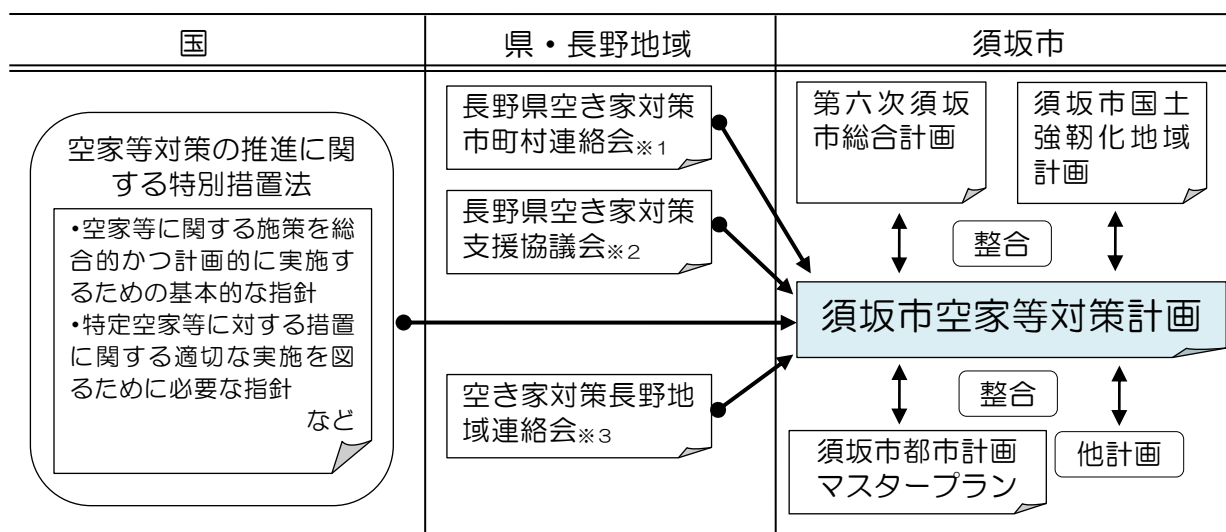 国
県・長野地域
須坂市
空家等対策の推進に関
する特別措置法
・空家等に関する施策を総
合的かつ計画的に実施す
るための基本的な指針
・特定空家等に対する措置
に関する適切な実施を図
るために必要な指針
など
長野県空き家対策
市町村連絡会※1
長野県空き家対策
支援協議会※2
空き家対策長野地
域連絡会※3
第六次須坂
市総合計画
須坂市国土
強靭化地域
計画
整合
須坂市空家等対策計画
整合
須坂市都市計画
マスタープラン
他計画